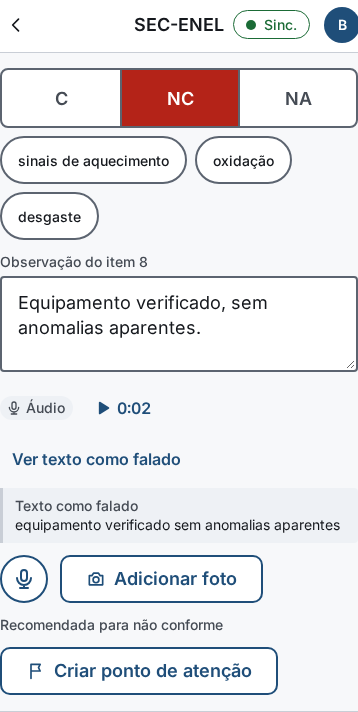 SEC-ENEL
Sinc.
B
C
NC
NA
sinais de aquecimento
oxidação
desgaste
Observação do item 8
Equipamento verificado, sem
anomalias aparentes.
Áudio
0:02
Ver texto como falado
Texto como falado
equipamento verificado sem anomalias aparentes
Adicionar foto
Recomendada para não conforme
Criar ponto de atenção